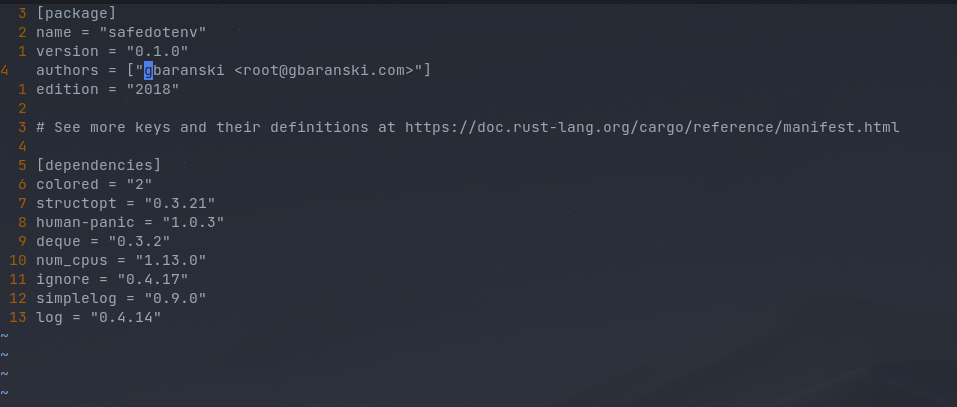 3 [package]
2 name = "safedotenv"
1 version = "0.1.0"
4 authors = ["gbaranski <root@gbaranski.com>"]
1 edition = "2018"
2
3 # See more keys and their definitions at https://doc.rust-lang.org/cargo/reference/manifest.html
4
5 [dependencies]
6 colored = "2"
7 structopt = "0.3.21"
8 human-panic = "1.0.3"
9 deque = "0.3.2"
10 num_cpus = "1.13.0"
11 ignore = "0.4.17"
12 simplelog = "0.9.0"
13 log = "0.4.14"
~
~
~
~